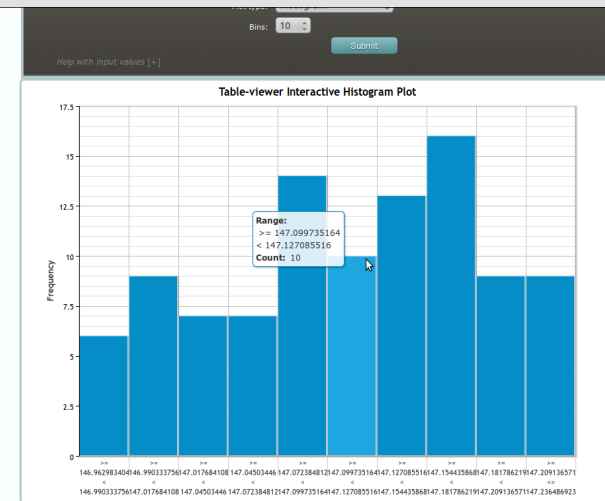 Bins: 10
Submit
Help with input values [+]
Table-viewer Interactive Histogram Plot
17.5
15
12.5
Range:
>= 147.099735164
< 147.127085516
Count: 10
10
Frequency
7.5
5
2.5
0
>= >= >= >= >= >= >= >= >= >=
146.962983404 146.990333756 147.017684108 147.04503446 147.072384812 147.099735164 147.127085516 147.154435868 147.18178621 147.209136571
< < < < < < < < < <=
146.990333756 147.017684108 147.04503446 147.072384812 147.099735164 147.127085516 147.154435868 147.18178621 147.209136571 147.236486923